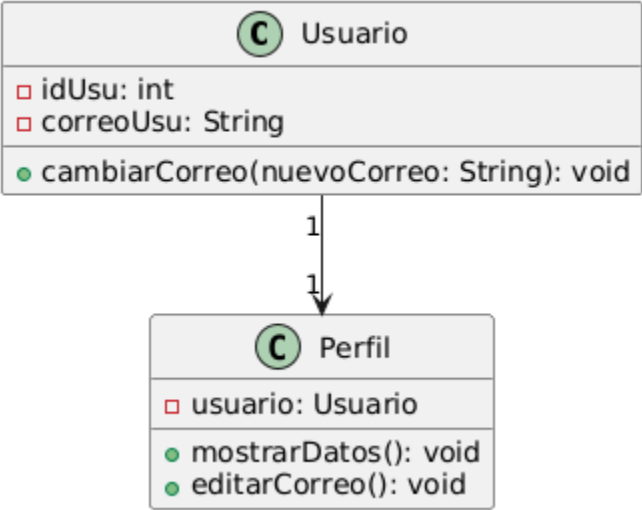 C Usuario
idUsu: int
correoUsu: String
cambiarCorreo(nuevoCorreo: String): void
1
1
C Perfil
usuario: Usuario
mostrarDatos(): void
editarCorreo(): void